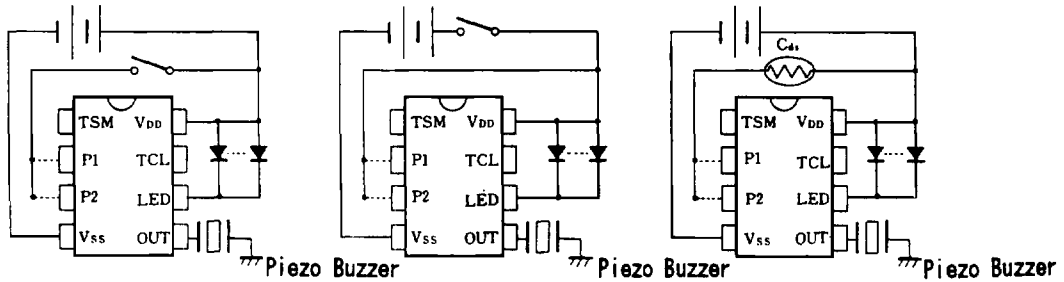 Cds
TSM VDD
P1 TCL
P2 LED
VSS OUT
Piezo Buzzer
TSM VDD
P1 TCL
P2 LED
VSS OUT
Piezo Buzzer
TSM VDD
P1 TCL
P2 LED
VSS OUT
Piezo Buzzer